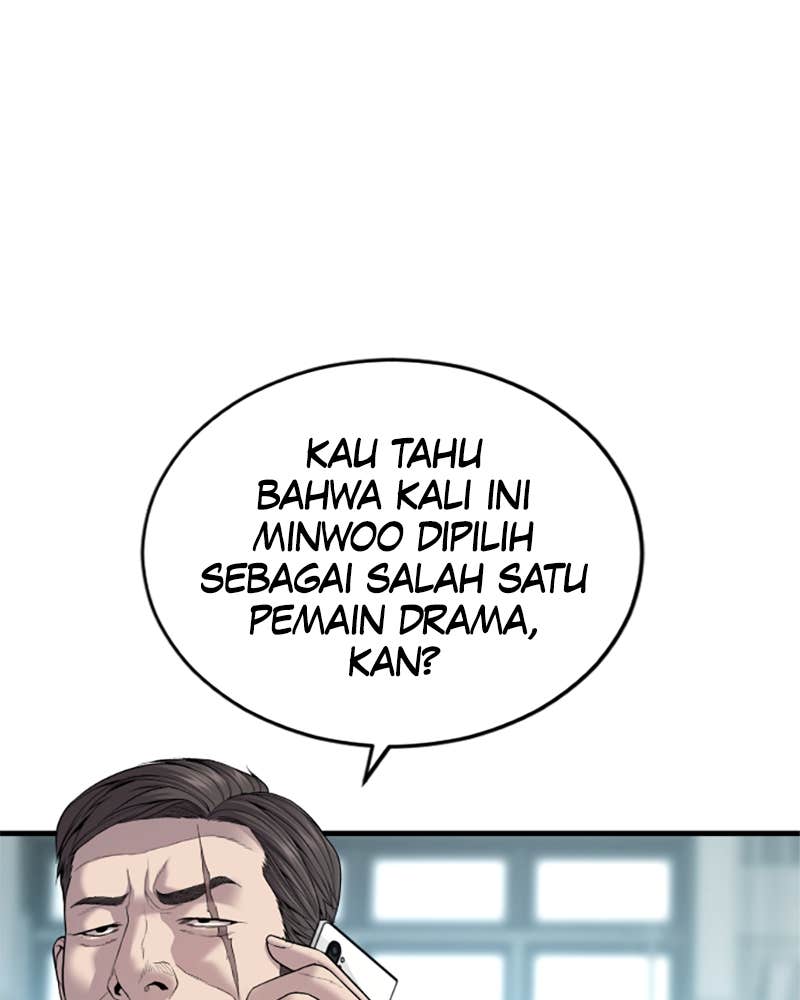 KAU TAHU
BAHWA KALI INI
MINWOO DIPILIH
SEBAGAI SALAH SATU
PEMAIN DRAMA,
KAN?